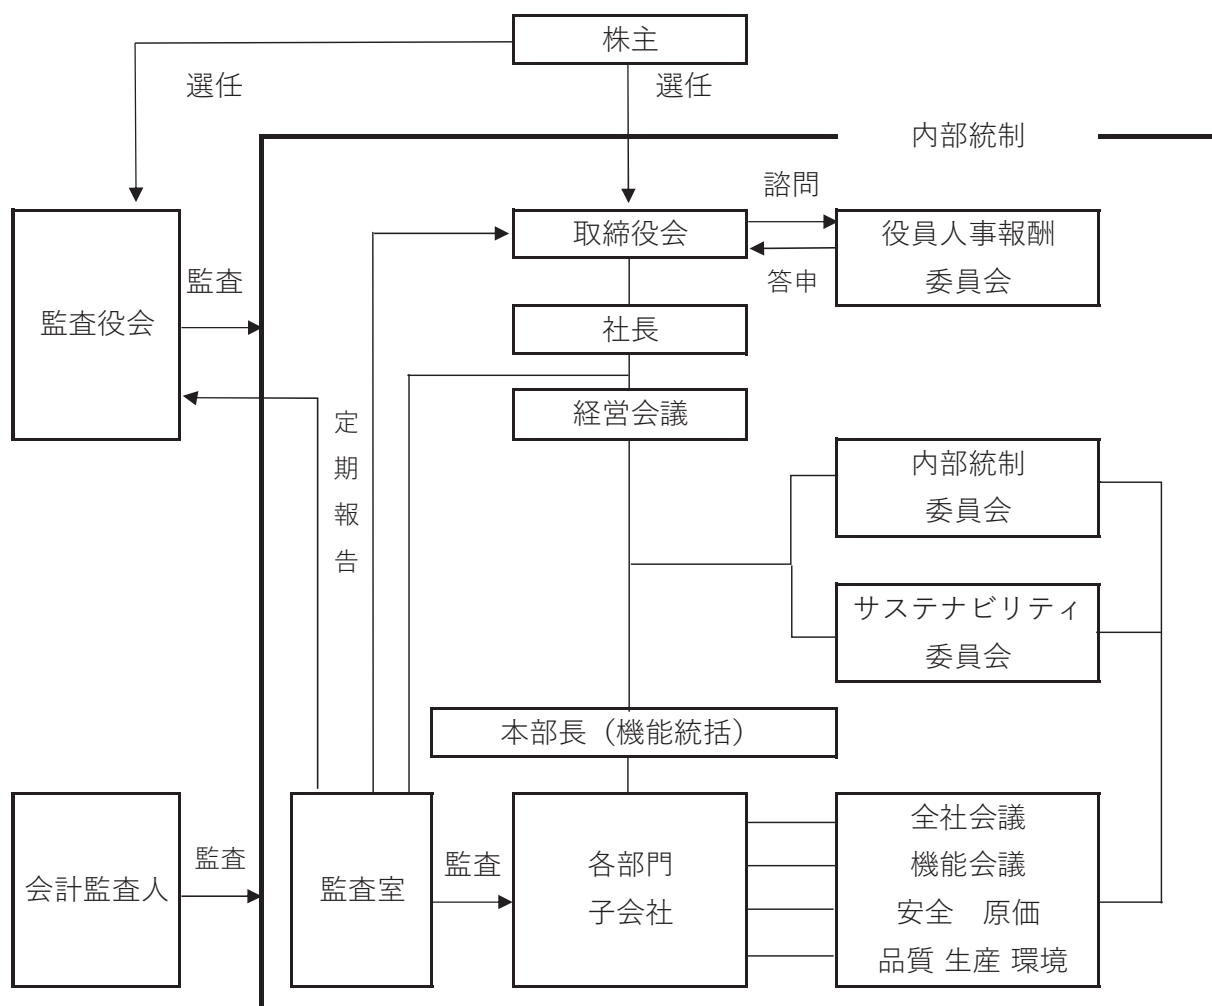 株主
選任
選任
内部統制
諮問
取締役会
役員人事報酬
委員会
答申
監査
監査役会
社長
経営会議
定期報告
内部統制
委員会
サステナビリティ
委員会
本部長（機能統括）
会計監査人
監査
監査室
監査
各部門
子会社
全社会議
機能会議
安全　原価
品質 生産 環境